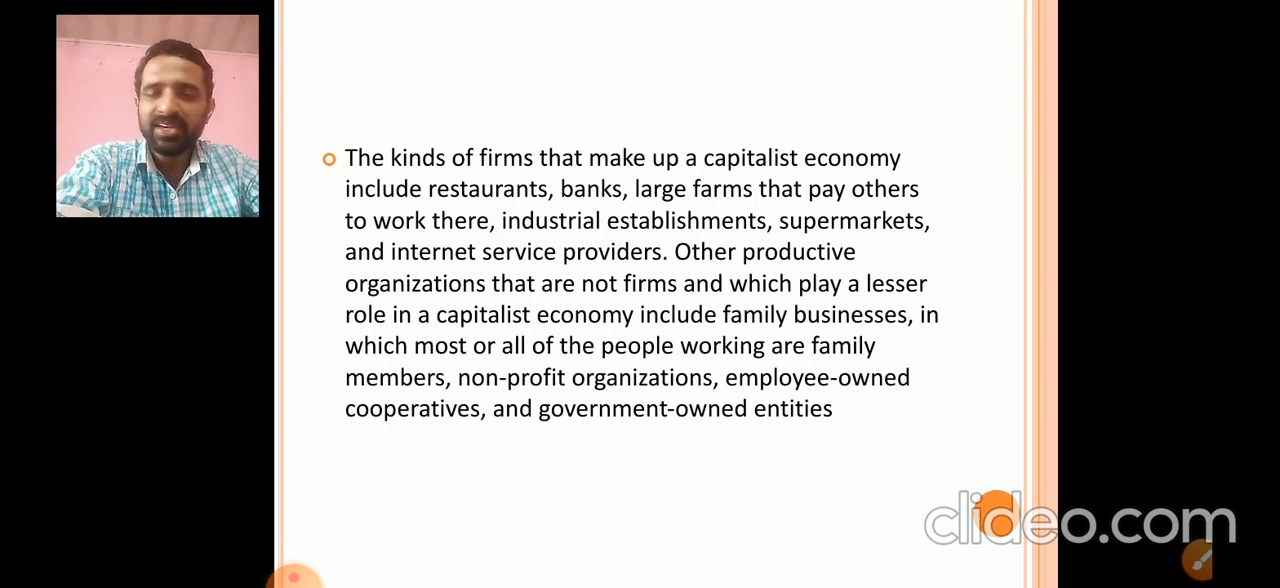 The kinds of firms that make up a capitalist economy
include restaurants, banks, large farms that pay others
to work there, industrial establishments, supermarkets,
and internet service providers. Other productive
organizations that are not firms and which play a lesser
role in a capitalist economy include family businesses, in
which most or all of the people working are family
members, non-profit organizations, employee-owned
cooperatives, and government-owned entities
clideo.com